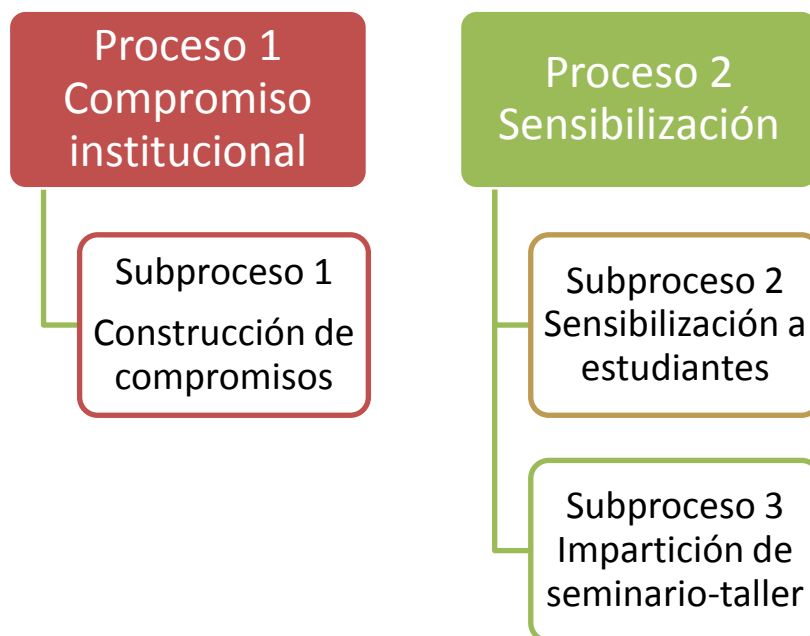 Proceso 1
Compromiso
institucional
Subproceso 1
Construcción de
compromisos
Proceso 2
Sensibilización
Subproceso 2
Sensibilización a
estudiantes
Subproceso 3
Impartición de
seminario-taller